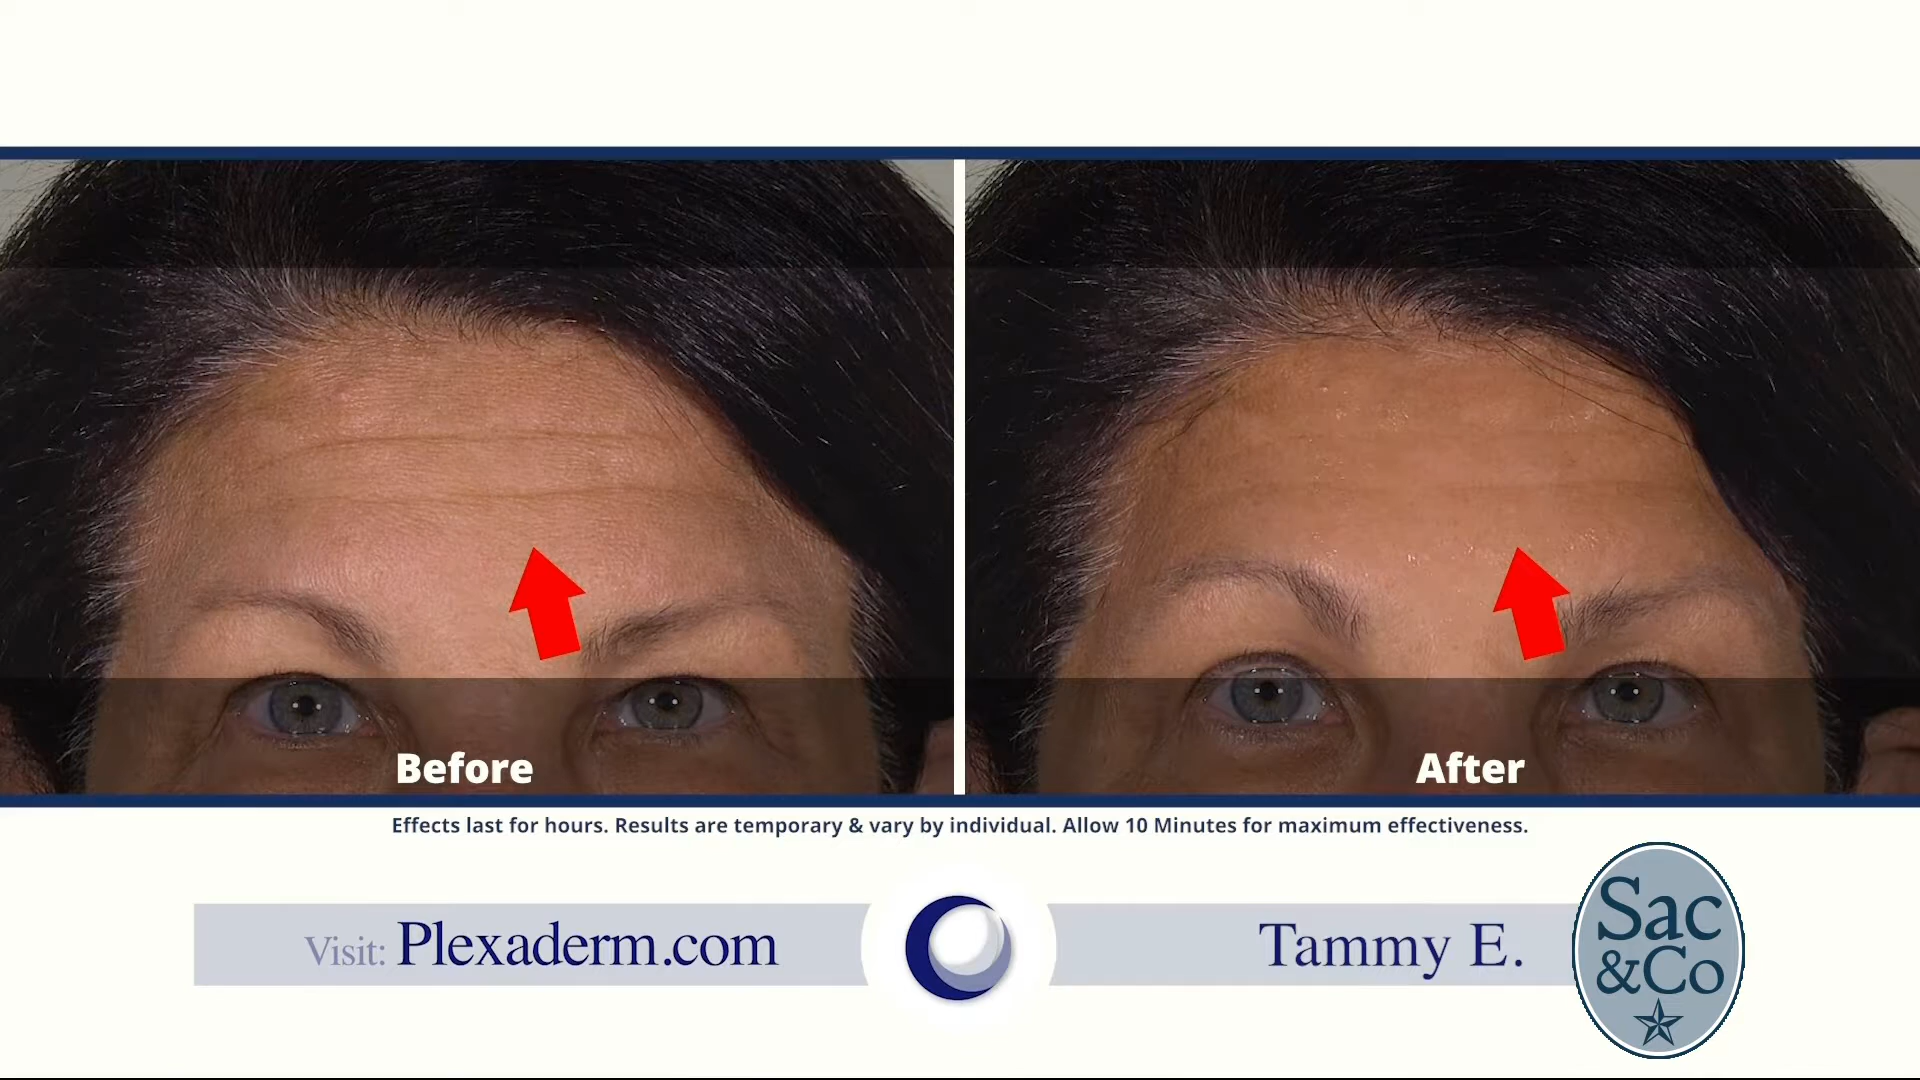 Before
After
Effects last for hours. Results are temporary & vary by individual. Allow 10 Minutes for maximum effectiveness.
Visit: Plexaderm.com
Tammy E.
Sac
&Co